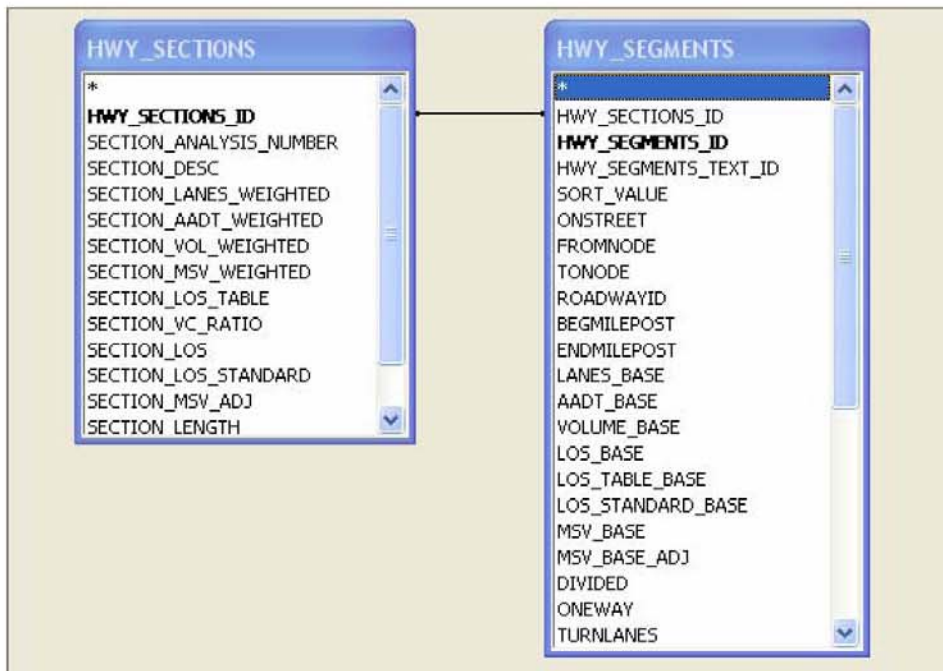 HWY_SECTIONS
*
HWY_SECTIONS_ID
SECTION_ANALYSIS_NUMBER
SECTION_DESC
SECTION_LANES_WEIGHTED
SECTION_AADT_WEIGHTED
SECTION_VOL_WEIGHTED
SECTION_MSV_WEIGHTED
SECTION_LOS_TABLE
SECTION_VC_RATIO
SECTION_LOS
SECTION_LOS_STANDARD
SECTION_MSV_ADJ
SECTION_LENGTH
HWY_SEGMENTS
*
HWY_SECTIONS_ID
HWY_SEGMENTS_ID
HWY_SEGMENTS_TEXT_ID
SORT_VALUE
ONSTREET
FROMNODE
TONODE
ROADWAYID
BEGMILEPOST
ENDMILEPOST
LANES_BASE
AADT_BASE
VOLUME_BASE
LOS_BASE
LOS_TABLE_BASE
LOS_STANDARD_BASE
MSV_BASE
MSV_BASE_ADJ
DIVIDED
ONEWAY
TURNLANES